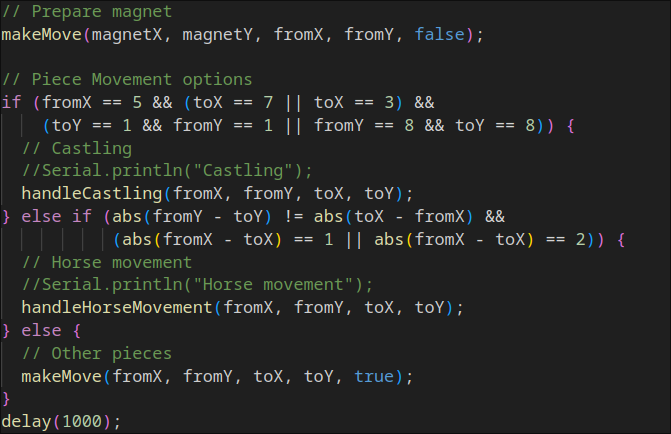 // Prepare magnet
makeMove(magnetX, magnetY, fromX, fromY, false);

// Piece Movement options
if (fromX == 5 && (toX == 7 || toX == 3) &&
    (toY == 1 && fromY == 1 || fromY == 8 && toY == 8)) {
  // Castling
  //Serial.println("Castling");
  handleCastling(fromX, fromY, toX, toY);
} else if (abs(fromY - toY) != abs(toX - fromX) &&
           (abs(fromX - toX) == 1 || abs(fromX - toX) == 2)) {
  // Horse movement
  //Serial.println("Horse movement");
  handleHorseMovement(fromX, fromY, toX, toY);
} else {
  // Other pieces
  makeMove(fromX, fromY, toX, toY, true);
}
delay(1000);